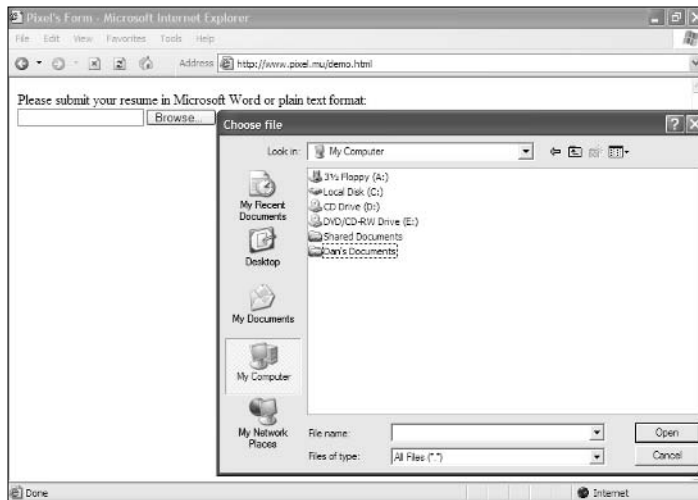 Pixel's Form - Microsoft Internet Explorer
File Edit View Favorites Tools Help
Address http://www.pixel.mu/demo.html
Please submit your resume in Microsoft Word or plain text format:
Browse...
Choose file
Look in: My Computer
3½ Floppy (A:)
Local Disk (C:)
CD Drive (D:)
DVD/CD-RW Drive (E:)
Shared Documents
Dan's Documents
My Recent
Documents
Desktop
My Documents
My Computer
My Network
Places
File name:
Open
Files of type: All Files (*.*)
Cancel
Done
Internet